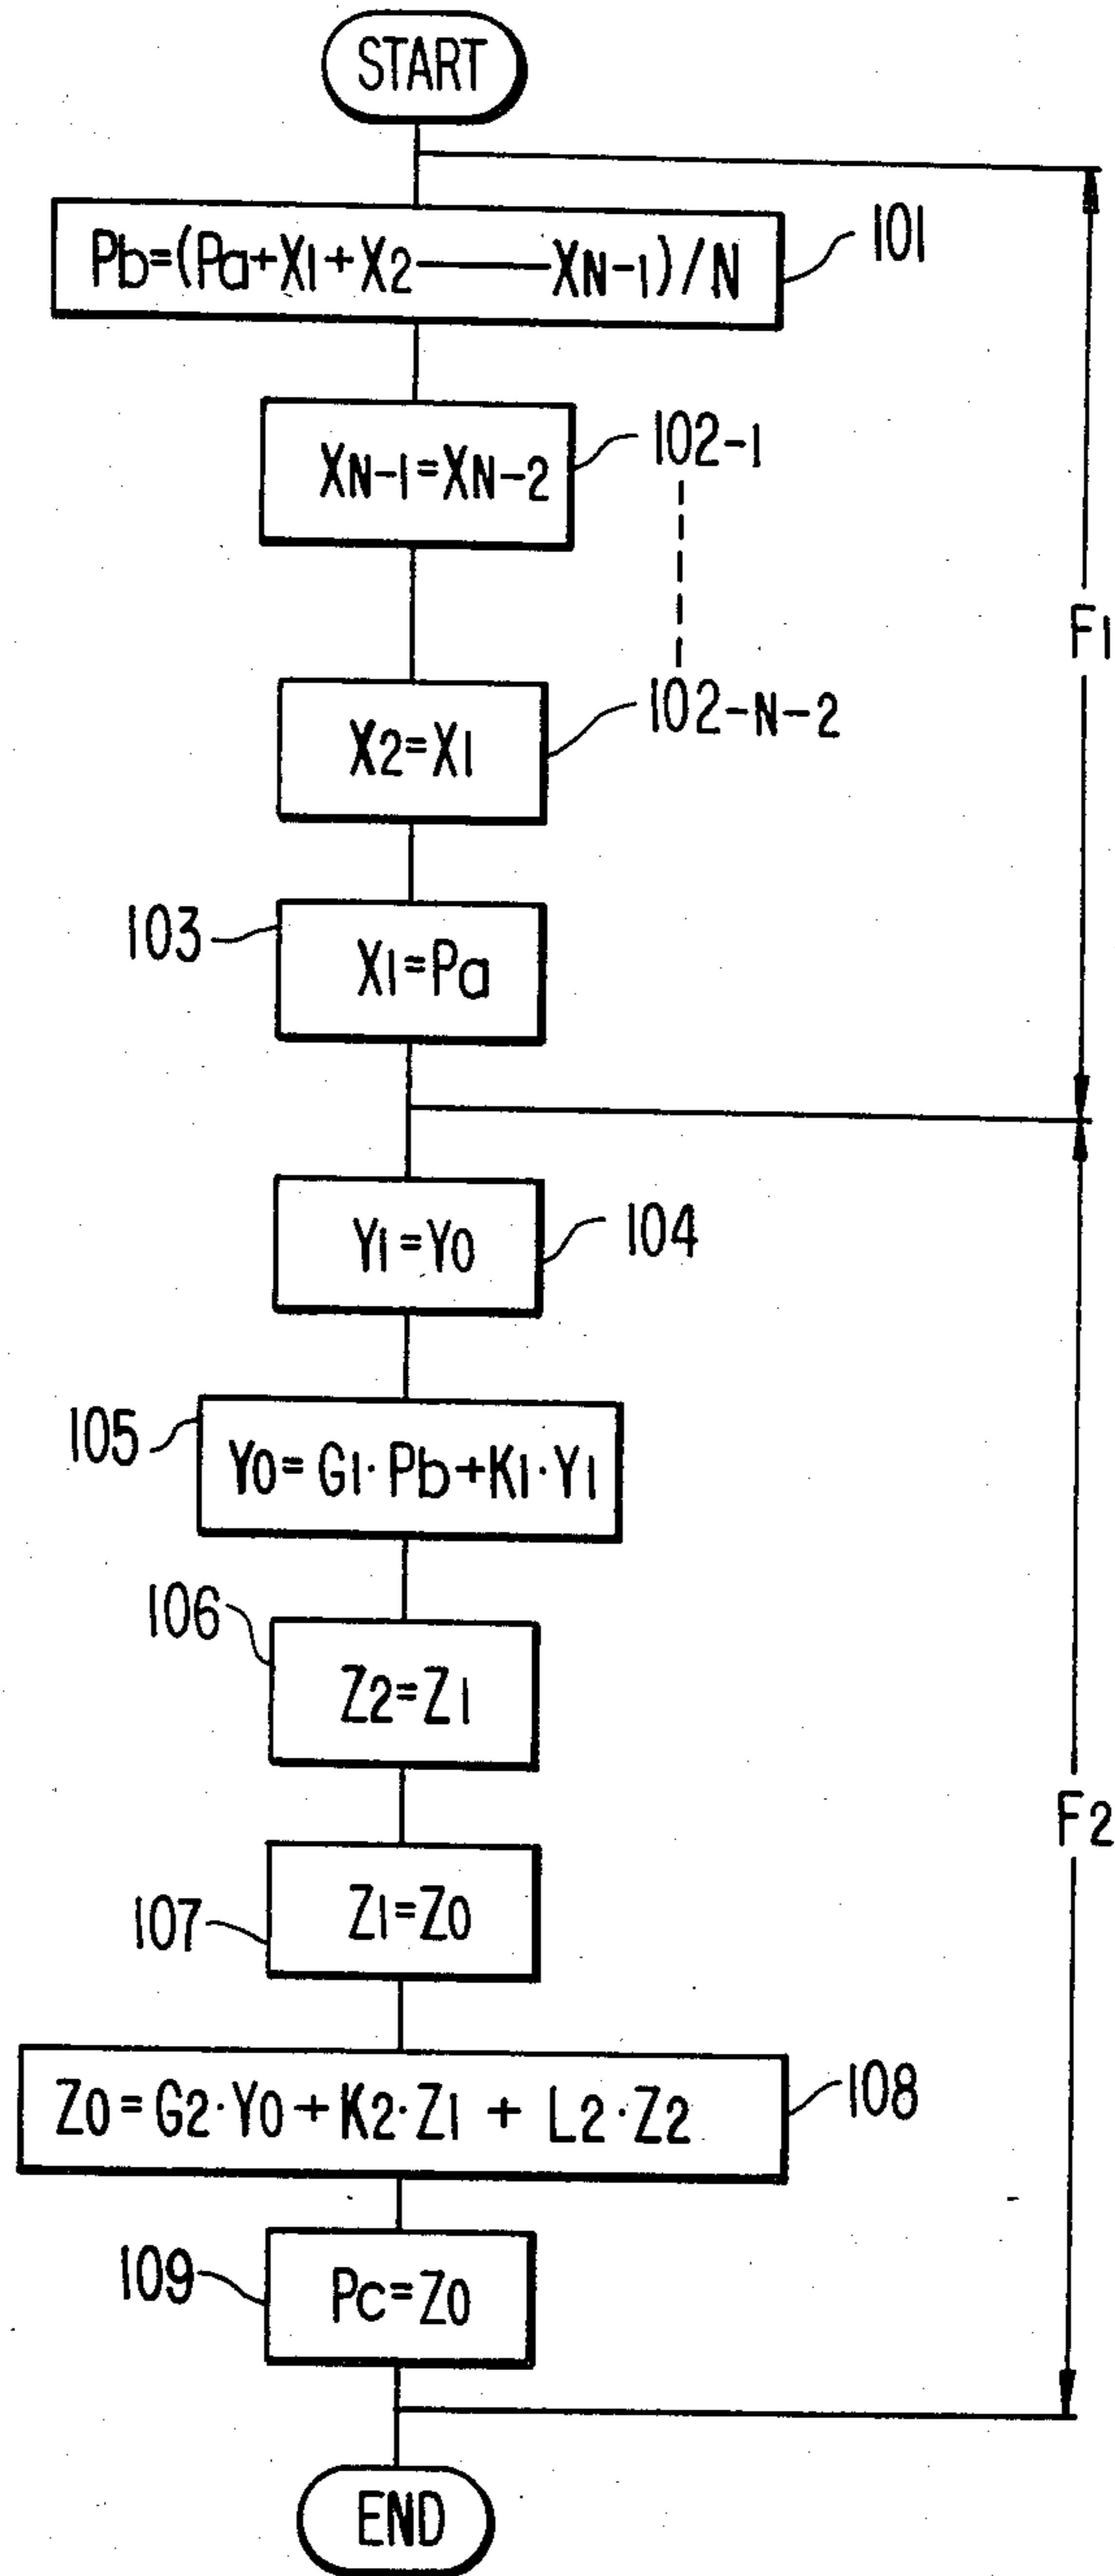 START
Pb=(Pa+X1+X2——XN-1)/N
101
XN-1=XN-2
102-1
F1
X2=X1
102-N-2
103
X1=Pa
Y1=Y0
104
105
Y0=G1·Pb+K1·Y1
106
Z2=Z1
F2
Z1=Z0
107
Z0=G2·Y0+K2·Z1 + L2·Z2
108
109
Pc=Z0
END